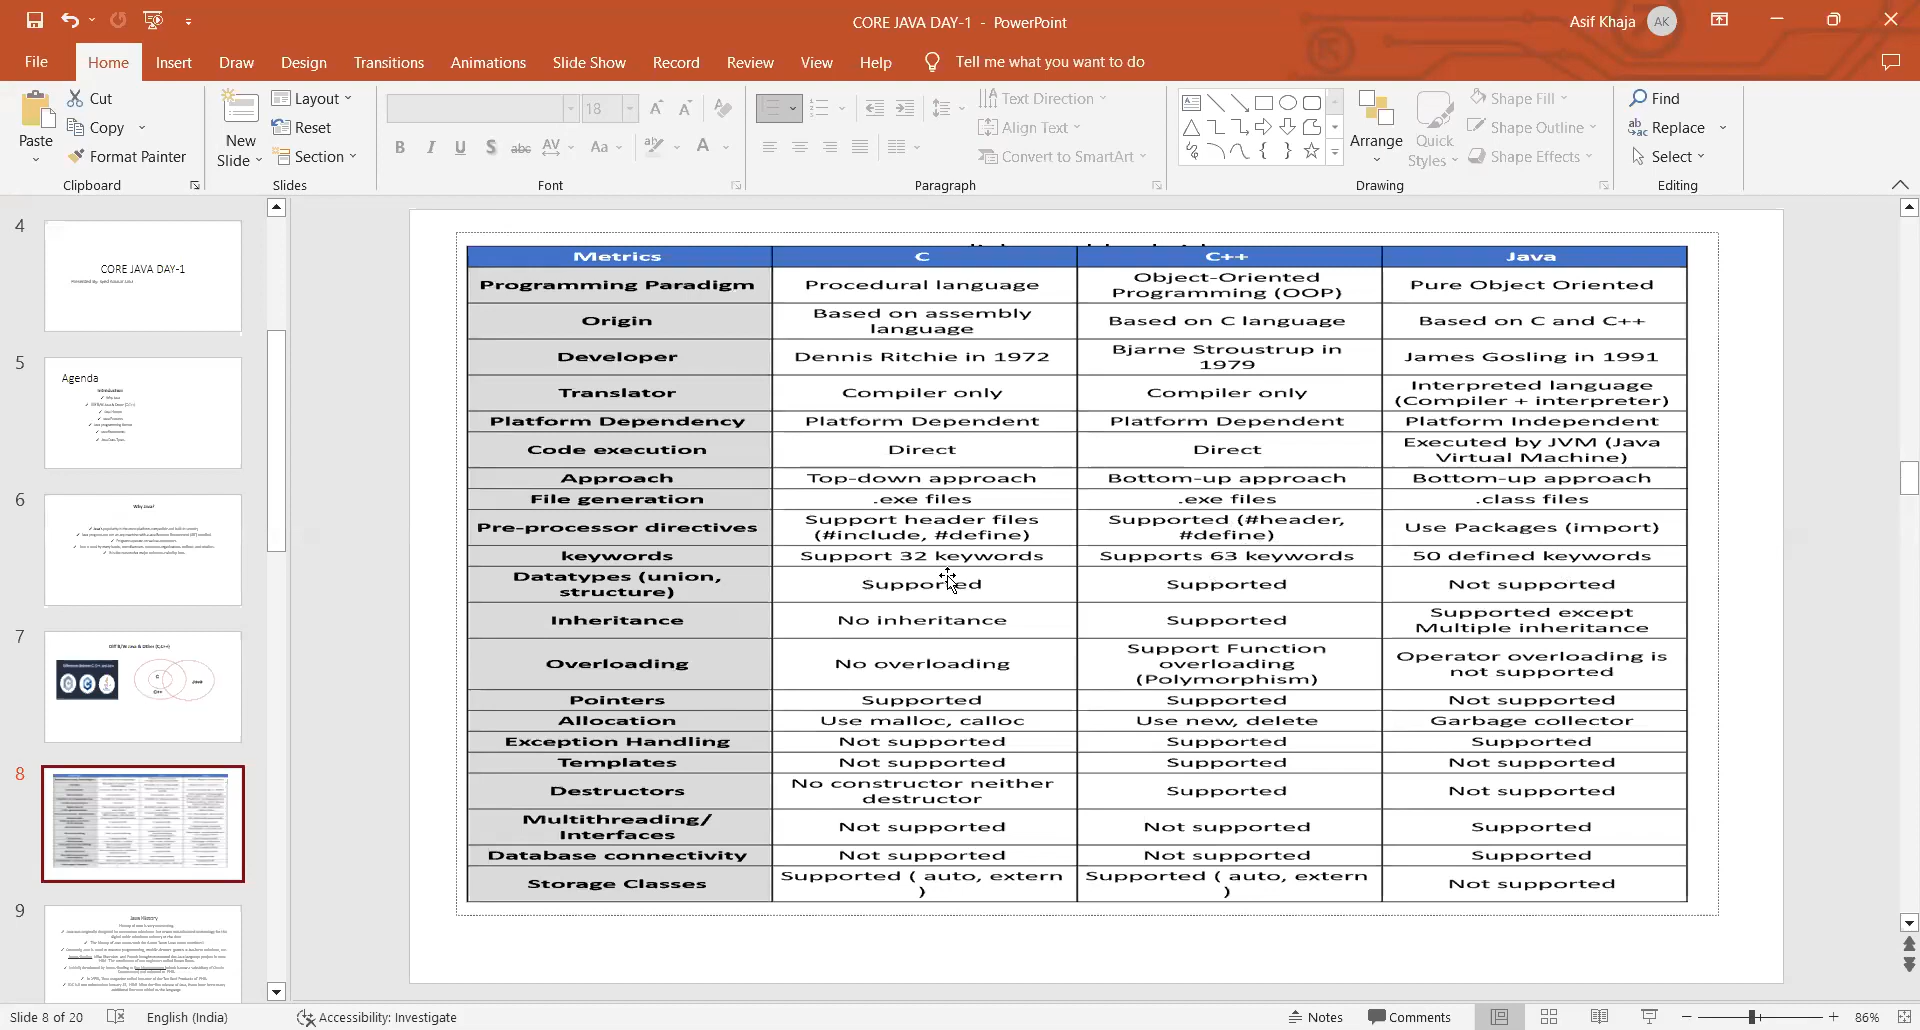 CORE JAVA DAY-1 - PowerPoint
Asif Khaja
AK
File
Home
Insert
Draw
Design
Transitions
Animations
Slide Show
Record
Review
View
Help
Tell me what you want to do
Paste
Cut
Copy
Format Painter
Clipboard
New
Slide
Layout
Reset
Section
Slides
18
Font
Text Direction
Align Text
Convert to SmartArt
Paragraph
Arrange
Quick
Styles
Shape Fill
Shape Outline
Shape Effects
Drawing
Find
Replace
Select
Editing
4
CORE JAVA DAY-1
5
Agenda
Introduction
6
Why Java?
7
Diff B/W Java & Other (C,C++)
C
C++
Java
8
9
Java History
Metrics C C++ Java
Programming Paradigm Procedural language Object-Oriented Programming (OOP) Pure Object Oriented
Origin Based on assembly language Based on C language Based on C and C++
Developer Dennis Ritchie in 1972 Bjarne Stroustrup in 1979 James Gosling in 1991
Translator Compiler only Compiler only Interpreted language (Compiler + interpreter)
Platform Dependency Platform Dependent Platform Dependent Platform Independent
Code execution Direct Direct Executed by JVM (Java Virtual Machine)
Approach Top-down approach Bottom-up approach Bottom-up approach
File generation .exe files .exe files .class files
Pre-processor directives Support header files (#include, #define) Supported (#header, #define) Use Packages (import)
keywords Support 32 keywords Supports 63 keywords 50 defined keywords
Datatypes (union, structure) Supported Supported Not supported
Inheritance No inheritance Supported Supported except Multiple inheritance
Overloading No overloading Support Function overloading (Polymorphism) Operator overloading is not supported
Pointers Supported Supported Not supported
Allocation Use malloc, calloc Use new, delete Garbage collector
Exception Handling Not supported Supported Supported
Templates Not supported Supported Not supported
Destructors No constructor neither destructor Supported Not supported
Multithreading/ Interfaces Not supported Not supported Supported
Database connectivity Not supported Not supported Supported
Storage Classes Supported ( auto, extern ) Supported ( auto, extern ) Not supported
Slide 8 of 20
English (India)
Accessibility: Investigate
Notes
Comments
86%